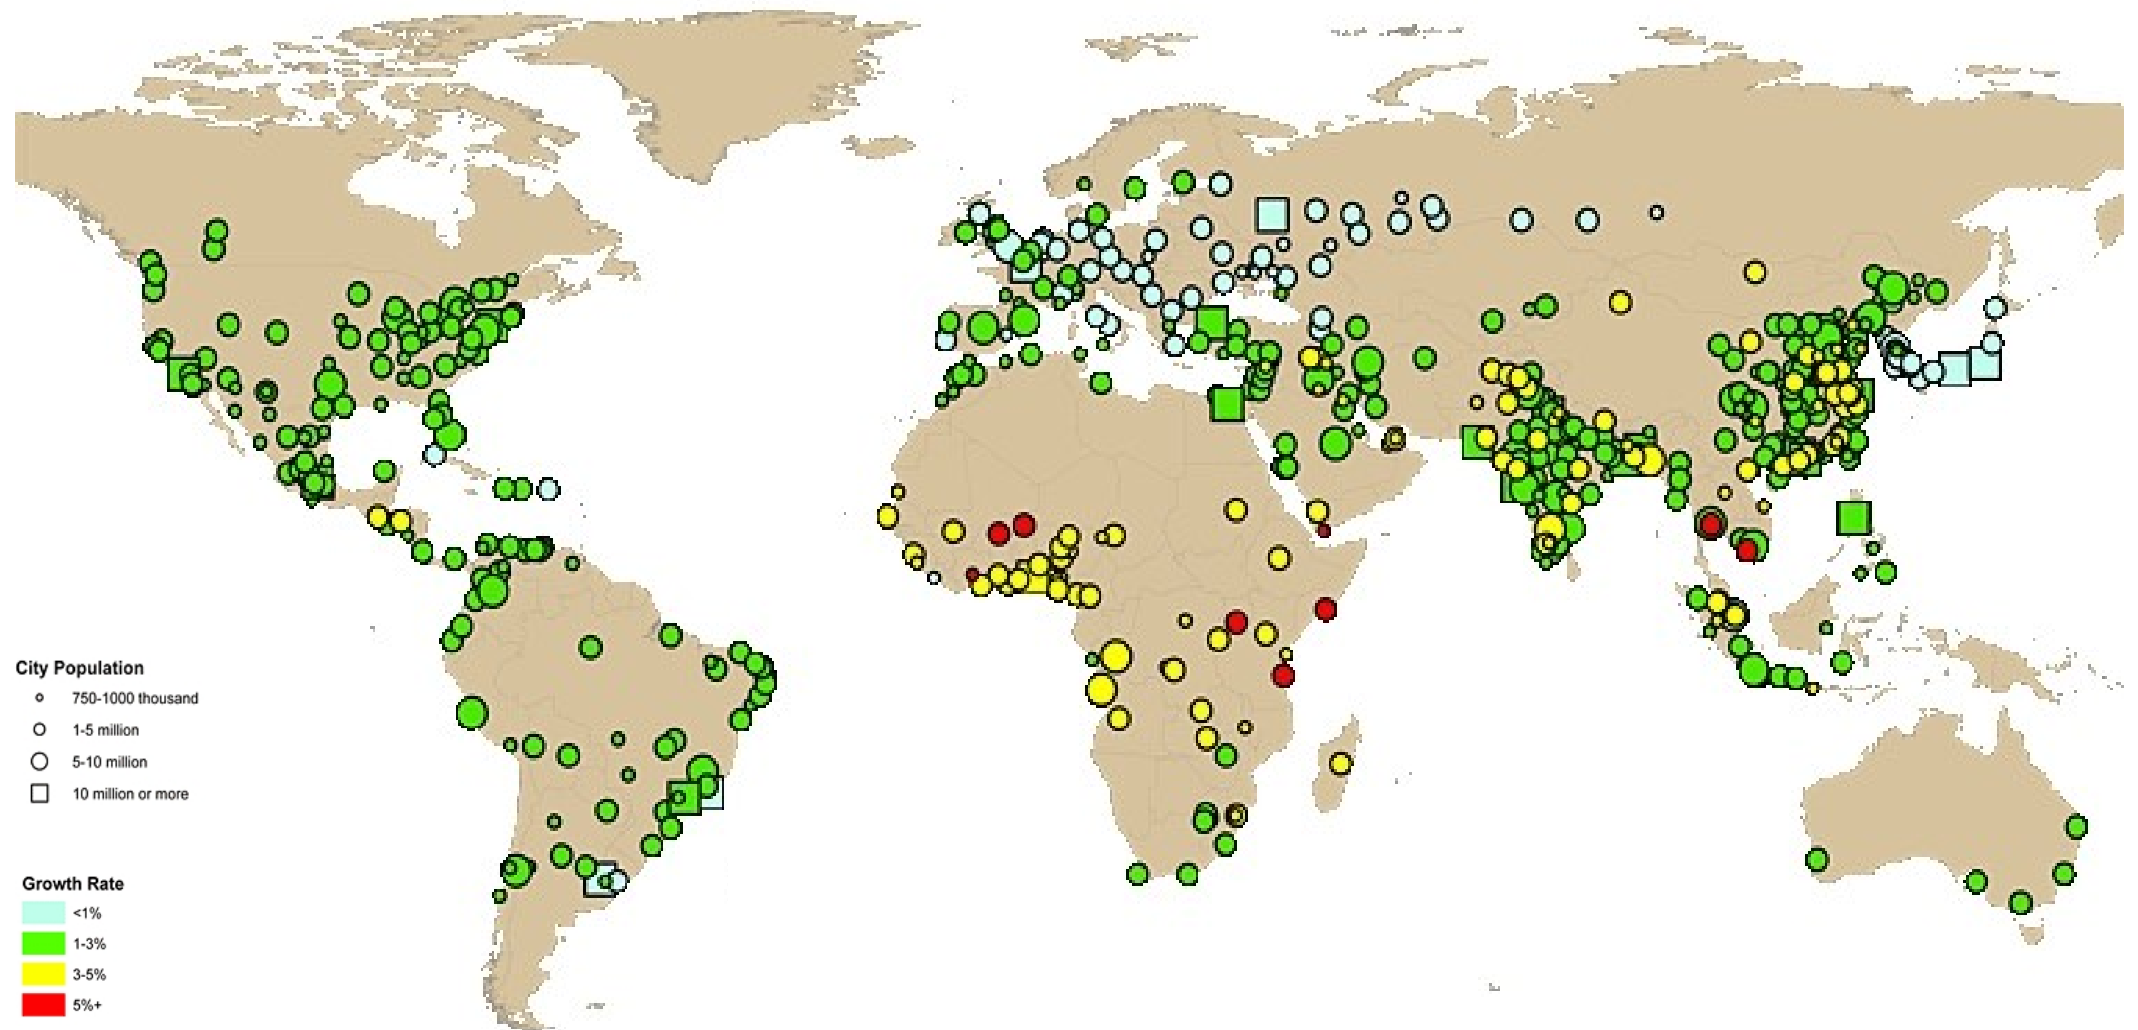 City Population
750-1000 thousand
1-5 million
5-10 million
10 million or more
Growth Rate
<1%
1-3%
3-5%
5%+